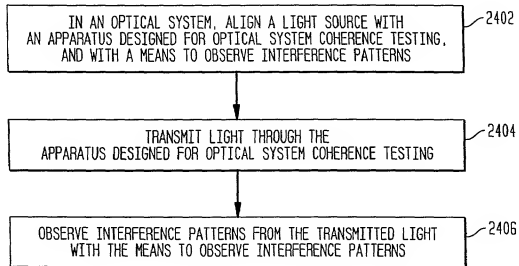 IN AN OPTICAL SYSTEM, ALIGN A LIGHT SOURCE WITH
AN APPARATUS DESIGNED FOR OPTICAL SYSTEM COHERENCE TESTING,
AND WITH A MEANS TO OBSERVE INTERFERENCE PATTERNS
2402
TRANSMIT LIGHT THROUGH THE
APPARATUS DESIGNED FOR OPTICAL SYSTEM COHERENCE TESTING
2404
OBSERVE INTERFERENCE PATTERNS FROM THE TRANSMITTED LIGHT
WITH THE MEANS TO OBSERVE INTERFERENCE PATTERNS
2406